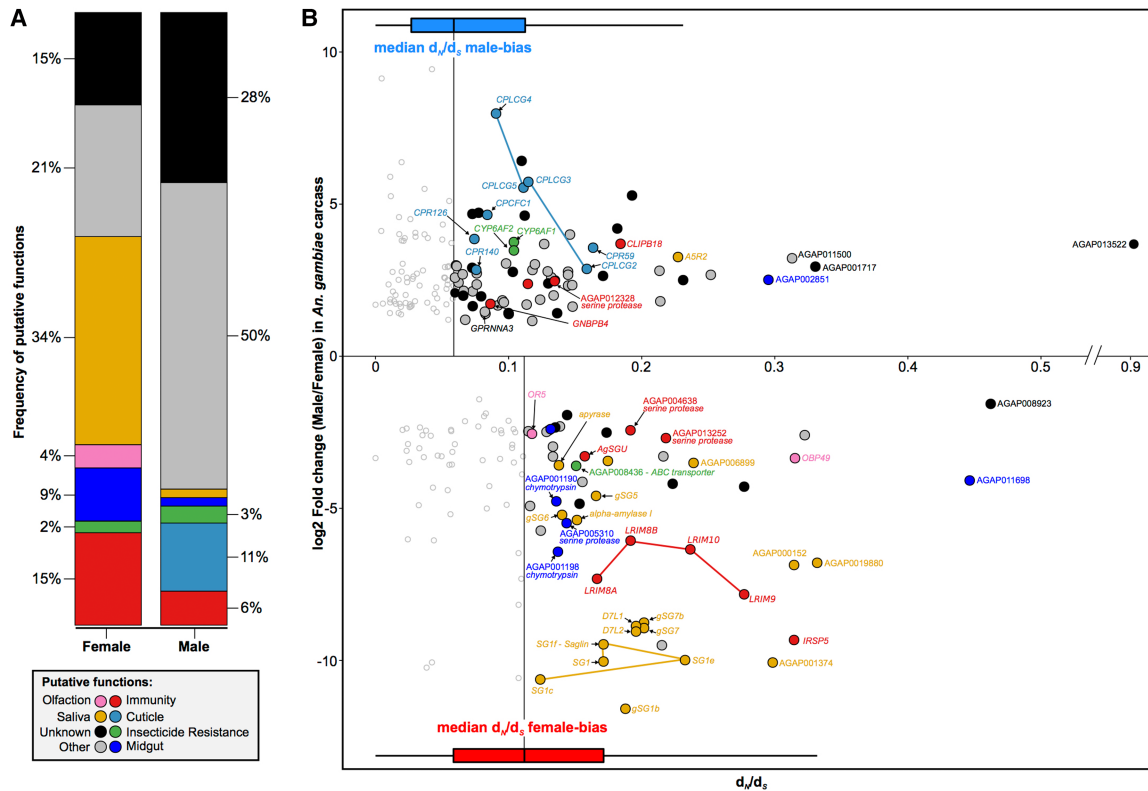 A
Frequency of putative functions
15%
21%
34%
4%
9%
2%
15%
28%
50%
3%
11%
6%
Female
Male
Putative functions:
Olfaction Immunity
Saliva Cuticle
Unknown Insecticide Resistance
Other Midgut
B
log2 Fold change (Male/Female) in An. gambiae carcass
10
5
0
-5
-10
median dN/dS male-bias
CPLCG4
CPLCG5
CPLCG3
CPCFC1
CPR126
CYP6AF2
CYP6AF1
CPR140
CLIPB18
CPR59
CPLCG2
A5R2
AGAP013522
AGAP11500
AGAP001717
AGAP002851
AGAP012328
serine protease
GNBPB4
GPRNNA3
0
0.1
0.2
0.3
0.4
0.5
0.9
OR5
apyrase
AGAP004638
serine protease
AGAP013252
serine protease
AGAP008923
AgSGU
AGAP006899
OBP49
AGAP008436 - ABC transporter
AGAP011698
AGAP001190
chymotrypsin
gSG5
gSG6
alpha-amylase I
AGAP005310
serine protease
AGAP001198
chymotrypsin
LRIM8B
LRIM10
LRIM8A
LRIM9
AGAP000152
AGAP0019880
D7L1
gSG7b
D7L2
gSG7
IRSP5
SG1f - Saglin
SG1
SG1e
AGAP001374
SG1c
gSG1b
median dN/dS female-bias
dN/dS